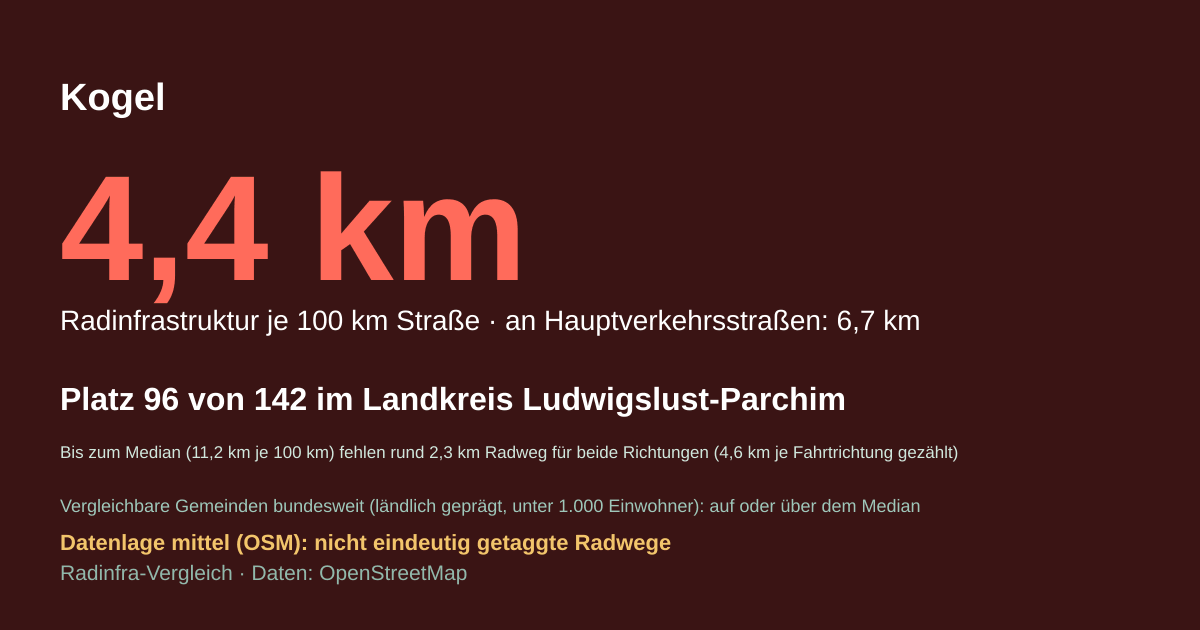 Kogel
4,4 km
Radinfrastruktur je 100 km Straße · an Hauptverkehrsstraßen: 6,7 km
Platz 96 von 142 im Landkreis Ludwigslust-Parchim
Bis zum Median (11,2 km je 100 km) fehlen rund 2,3 km Radweg für beide Richtungen (4,6 km je Fahrtrichtung gezählt)
Vergleichbare Gemeinden bundesweit (ländlich geprägt, unter 1.000 Einwohner): auf oder über dem Median
Datenlage mittel (OSM): nicht eindeutig getaggte Radwege
Radinfra-Vergleich · Daten: OpenStreetMap